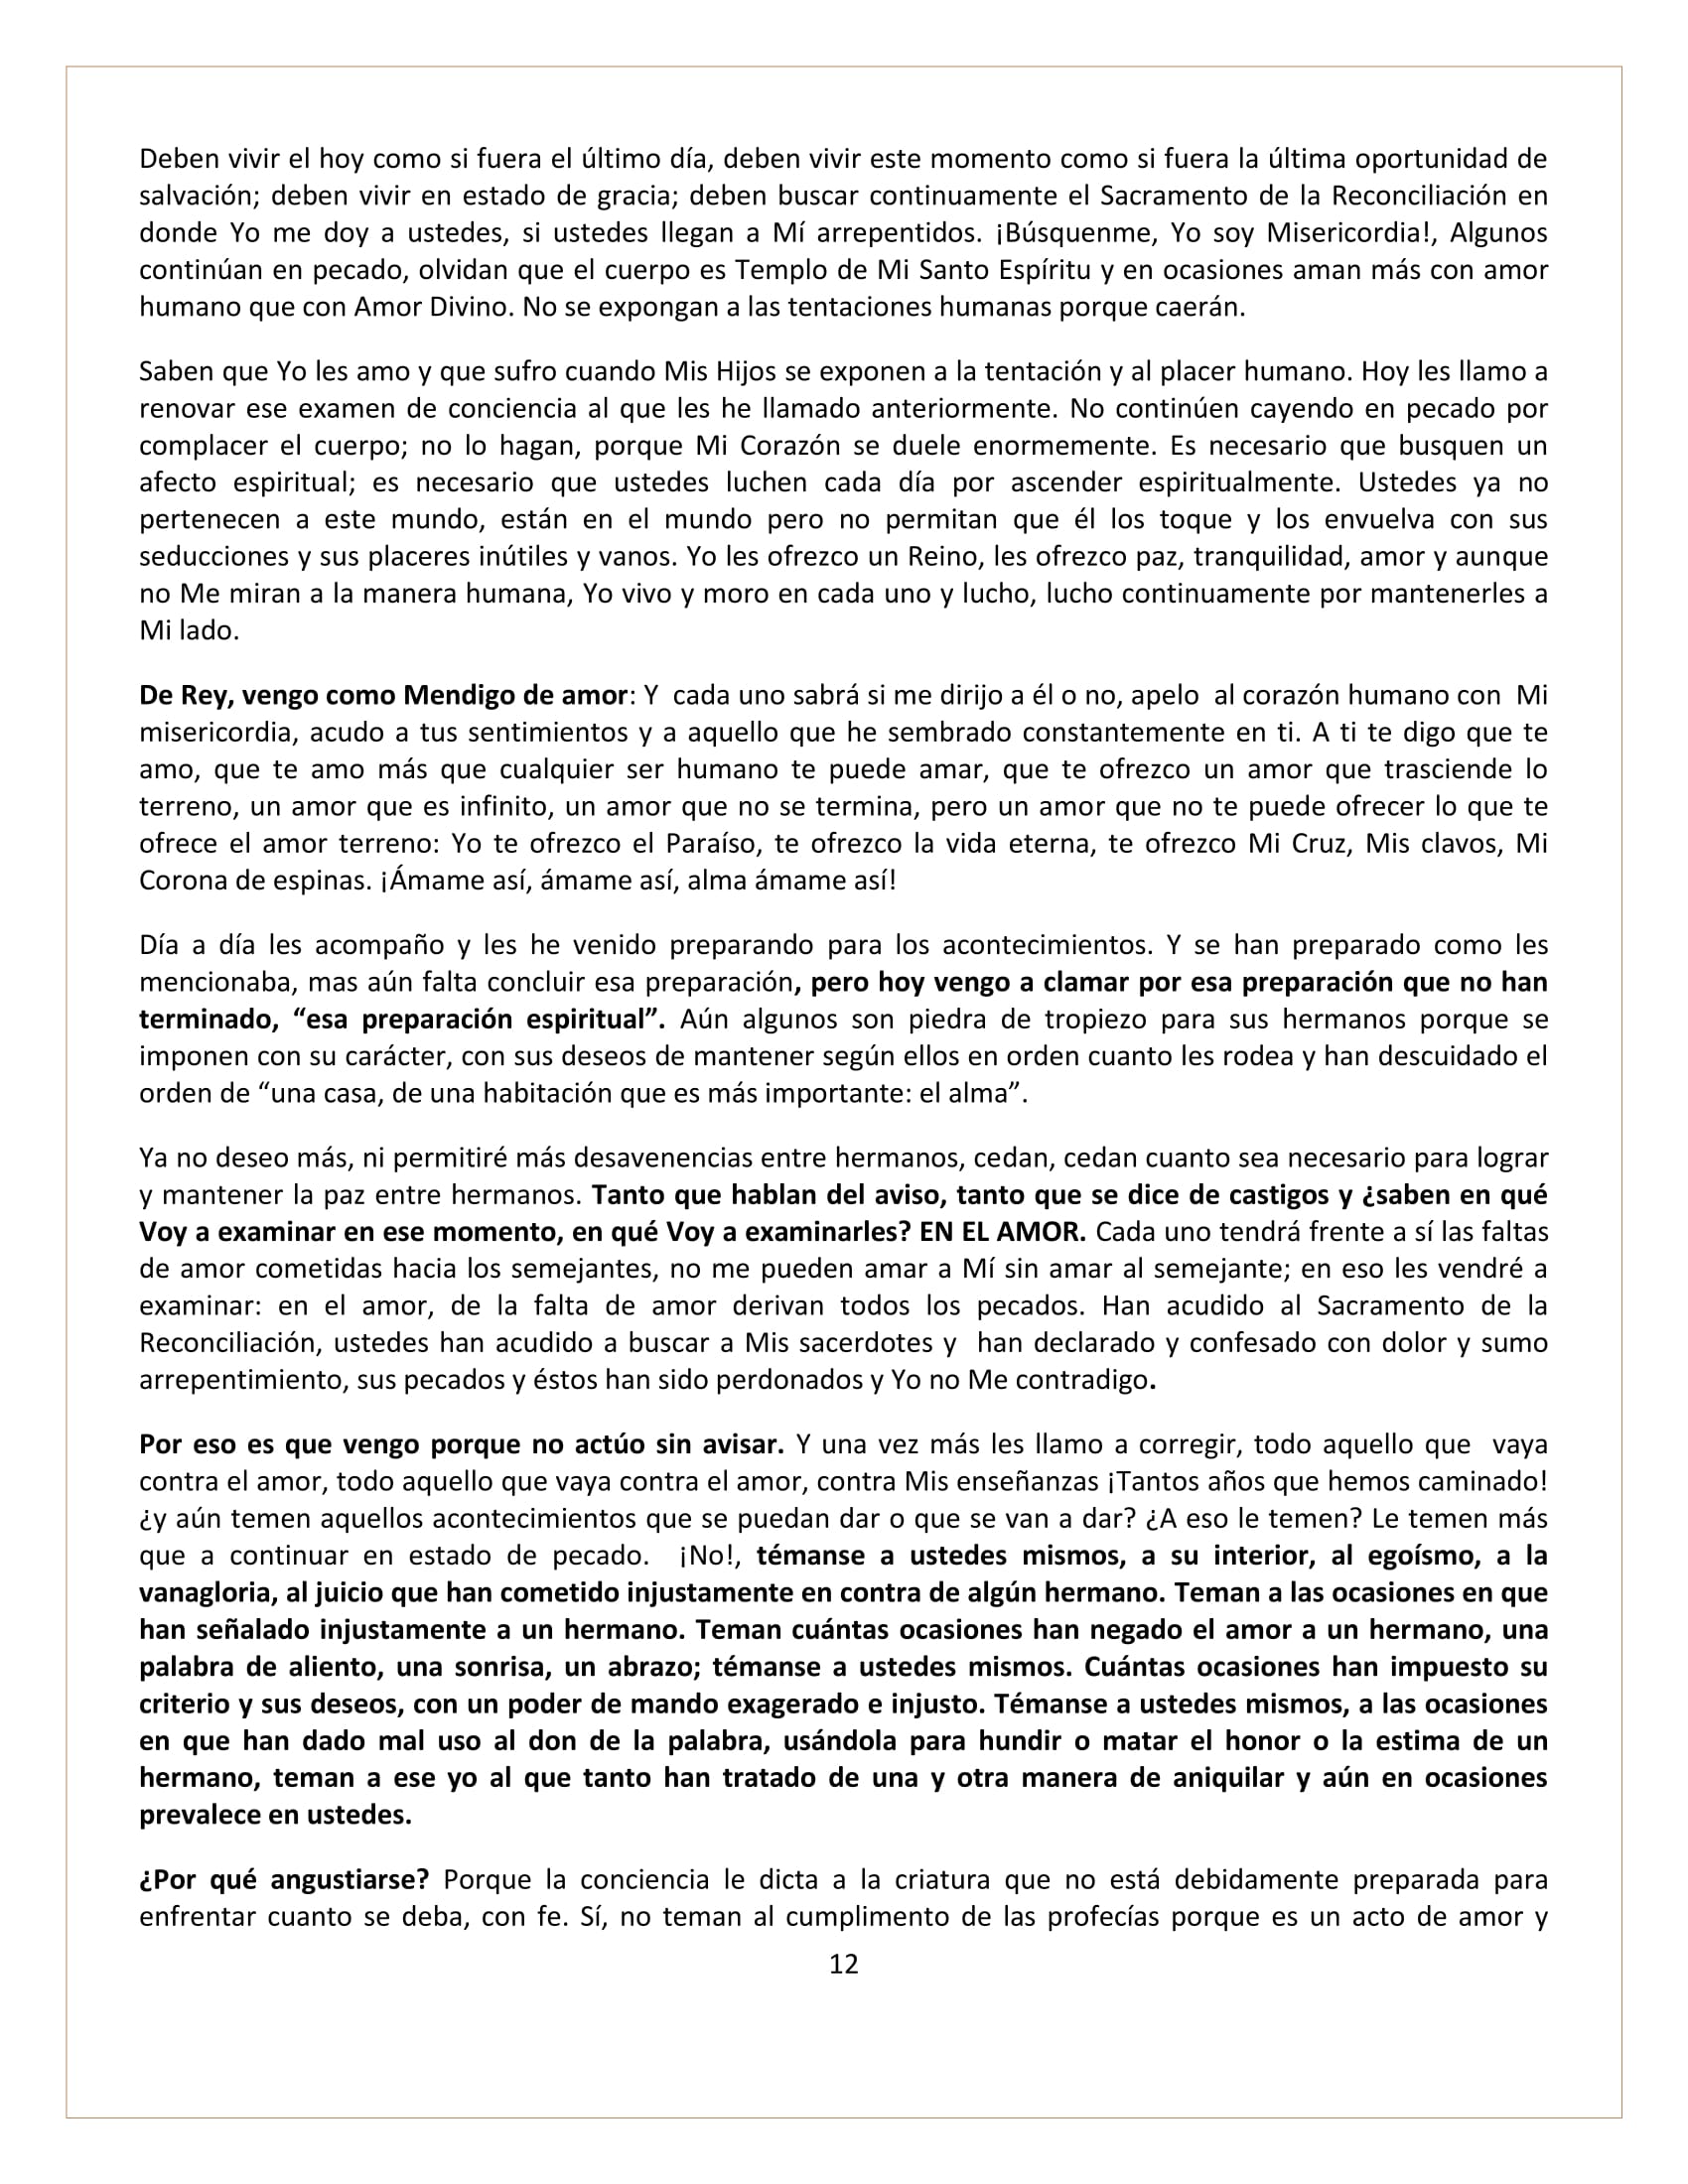 Deben vivir el hoy como si fuera el último día, deben vivir este momento como si fuera la última oportunidad de
salvación; deben vivir en estado de gracia; deben buscar continuamente el Sacramento de la Reconciliación en
donde Yo me doy a ustedes, si ustedes llegan a Mí arrepentidos. ¡Búsquenme, Yo soy Misericordia!, Algunos
continúan en pecado, olvidan que el cuerpo es Templo de Mi Santo Espíritu y en ocasiones aman más con amor
humano que con Amor Divino. No se expongan a las tentaciones humanas porque caerán.
Saben que Yo les amo y que sufro cuando Mis Hijos se exponen a la tentación y al placer humano. Hoy les llamo a
renovar ese examen de conciencia al que les he llamado anteriormente. No continúen cayendo en pecado por
complacer el cuerpo; no lo hagan, porque Mi Corazón se duele enormemente. Es necesario que busquen un
afecto espiritual; es necesario que ustedes luchen cada día por ascender espiritualmente. Ustedes ya no
pertenecen a este mundo, están en el mundo pero no permitan que él los toque y los envuelva con sus
seducciones y sus placeres inútiles y vanos. Yo les ofrezco un Reino, les ofrezco paz, tranquilidad, amor y aunque
no Me miran a la manera humana, Yo vivo y moro en cada uno y lucho, lucho continuamente por mantenerles a
Mi lado.
De Rey, vengo como Mendigo de amor: Y cada uno sabrá si me dirijo a él o no, apelo al corazón humano con Mi
misericordia, acudo a tus sentimientos y a aquello que he sembrado constantemente en ti. A ti te digo que te
amo, que te amo más que cualquier ser humano te puede amar, que te ofrezco un amor que trasciende lo
terreno, un amor que es infinito, un amor que no se termina, pero un amor que no te puede ofrecer lo que te
ofrece el amor terreno: Yo te ofrezco el Paraíso, te ofrezco la vida eterna, te ofrezco Mi Cruz, Mis clavos, Mi
Corona de espinas. ¡Ámame así, ámame así, alma ámame así!
Día a día les acompaño y les he venido preparando para los acontecimientos. Y se han preparado como les
mencionaba, mas aún falta concluir esa preparación, pero hoy vengo a clamar por esa preparación que no han
terminado, “esa preparación espiritual”. Aún algunos son piedra de tropiezo para sus hermanos porque se
imponen con su carácter, con sus deseos de mantener según ellos en orden cuanto les rodea y han descuidado el
orden de “una casa, de una habitación que es más importante: el alma”.
Ya no deseo más, ni permitiré más desavenencias entre hermanos, cedan, cedan cuanto sea necesario para lograr
y mantener la paz entre hermanos. Tanto que hablan del aviso, tanto que se dice de castigos y ¿saben en qué
Voy a examinar en ese momento, en qué Voy a examinarles? EN EL AMOR. Cada uno tendrá frente a sí las faltas
de amor cometidas hacia los semejantes, no me pueden amar a Mí sin amar al semejante; en eso les vendré a
examinar: en el amor, de la falta de amor derivan todos los pecados. Han acudido al Sacramento de la
Reconciliación, ustedes han acudido a buscar a Mis sacerdotes y han declarado y confesado con dolor y sumo
arrepentimiento, sus pecados y éstos han sido perdonados y Yo no Me contradigo.
Por eso es que vengo porque no actúo sin avisar. Y una vez más les llamo a corregir, todo aquello que vaya
contra el amor, todo aquello que vaya contra el amor, contra Mis enseñanzas ¡Tantos años que hemos caminado!
¿y aún temen aquellos acontecimientos que se puedan dar o que se van a dar? ¿A eso le temen? Le temen más
que a continuar en estado de pecado. ¡No!, témanse a ustedes mismos, a su interior, al egoísmo, a la
vanagloria, al juicio que han cometido injustamente en contra de algún hermano. Teman a las ocasiones en que
han señalado injustamente a un hermano. Teman cuántas ocasiones han negado el amor a un hermano, una
palabra de aliento, una sonrisa, un abrazo; témanse a ustedes mismos. Cuántas ocasiones han impuesto su
criterio y sus deseos, con un poder de mando exagerado e injusto. Témanse a ustedes mismos, a las ocasiones
en que han dado mal uso al don de la palabra, usándola para hundir o matar el honor o la estima de un
hermano, teman a ese yo al que tanto han tratado de una y otra manera de aniquilar y aún en ocasiones
prevalece en ustedes.
¿Por qué angustiarse? Porque la conciencia le dicta a la criatura que no está debidamente preparada para
enfrentar cuanto se deba, con fe. Sí, no teman al cumplimento de las profecías porque es un acto de amor y
12